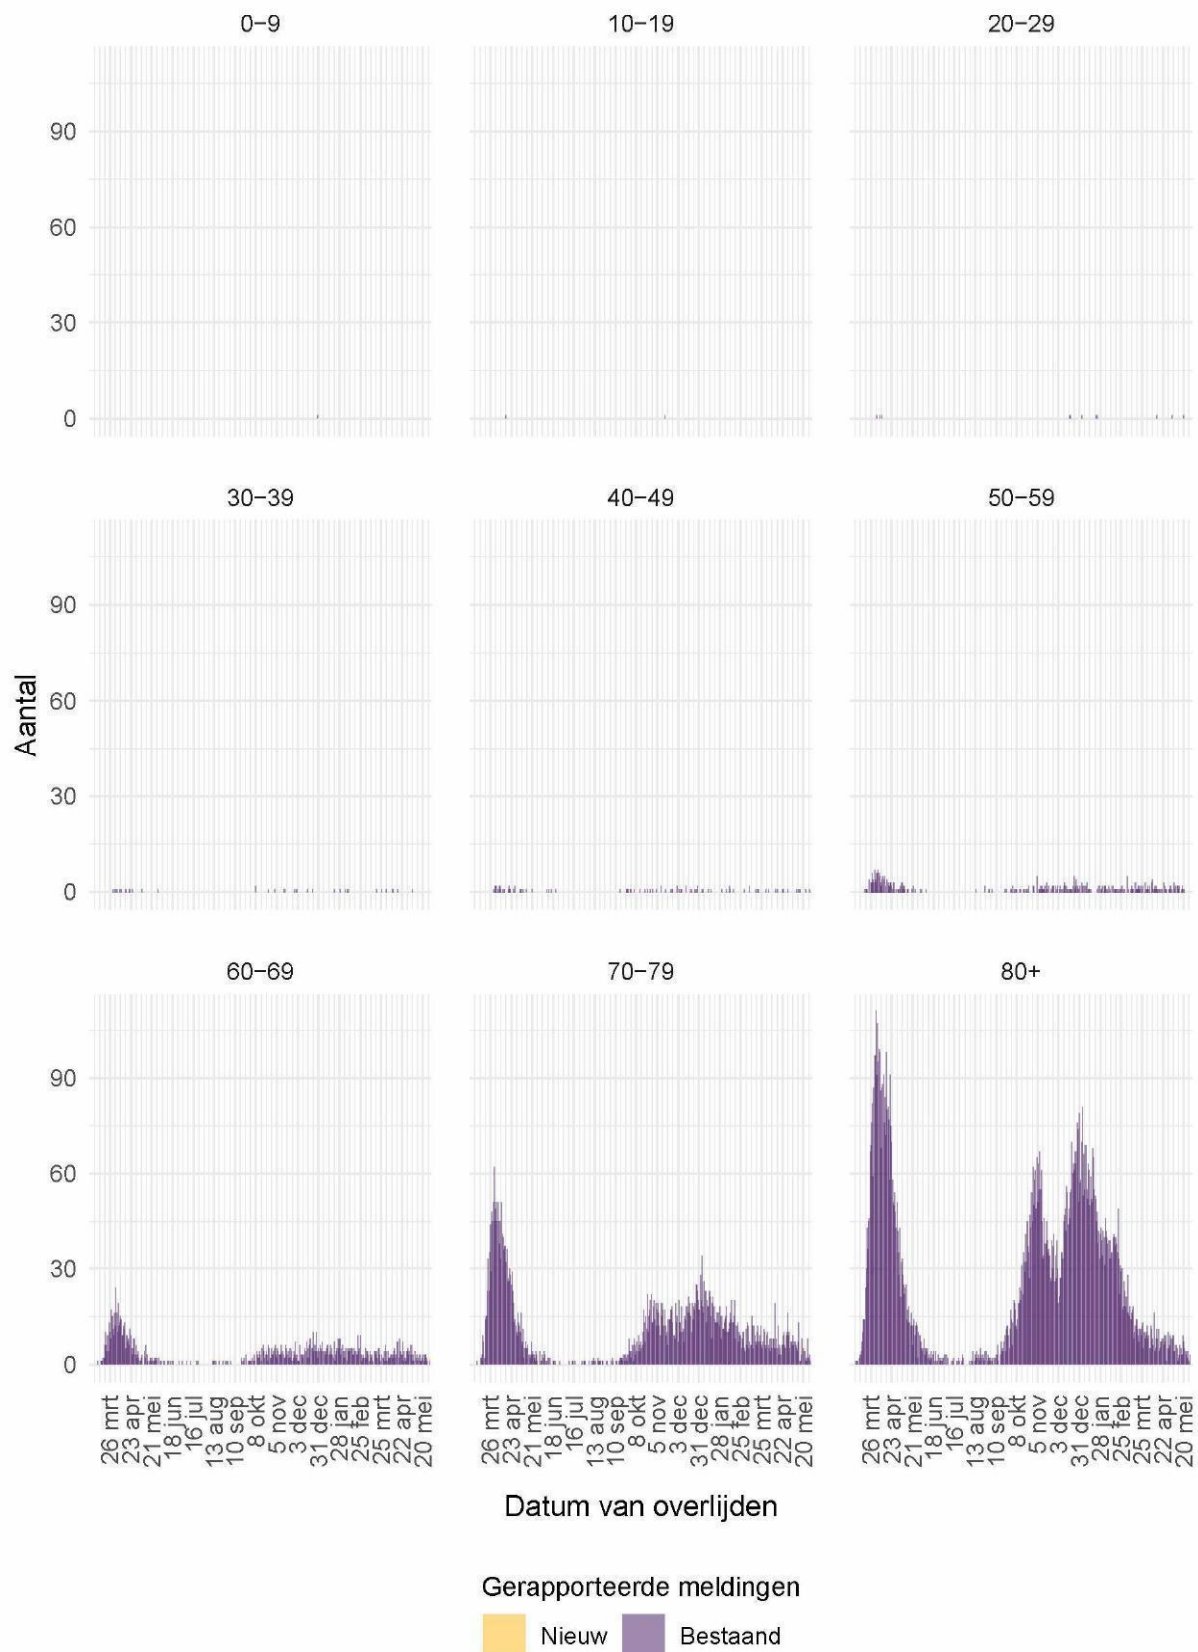 0−9 10−19 20−29
90
60
30
0
30−39 40−49 50−59
90
60
30
0
Aantal
60−69 70−79 80+
90
60
30
0
26 mrt 23 apr 21 mei 18 jun 16 jul 13 aug 10 sep 8 okt 5 nov 3 dec 31 dec 28 jan 25 feb 25 mrt 22 apr 20 mei
26 mrt 23 apr 21 mei 18 jun 16 jul 13 aug 10 sep 8 okt 5 nov 3 dec 31 dec 28 jan 25 feb 25 mrt 22 apr 20 mei
26 mrt 23 apr 21 mei 18 jun 16 jul 13 aug 10 sep 8 okt 5 nov 3 dec 31 dec 28 jan 25 feb 25 mrt 22 apr 20 mei
Datum van overlijden
Gerapporteerde meldingen
Nieuw Bestaand